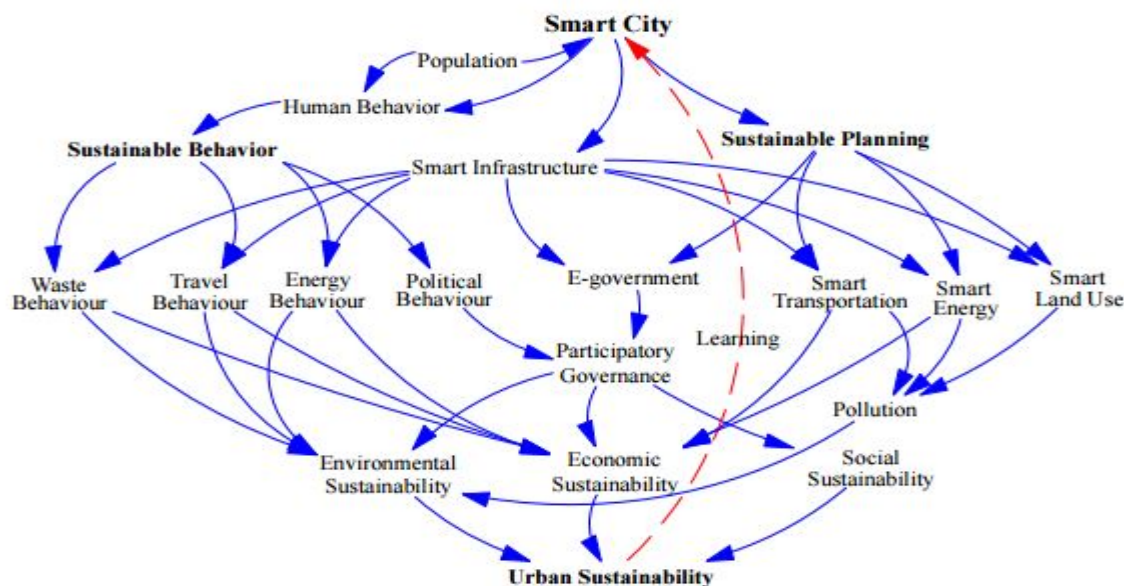 Smart City
Population
Human Behavior
Sustainable Behavior
Sustainable Planning
Smart Infrastructure
Waste
Behaviour
Travel
Behaviour
Energy
Behaviour
Political
Behaviour
E-government
Smart
Transportation
Smart
Energy
Smart
Land Use
Participatory
Governance
Learning
Pollution
Environmental
Sustainability
Economic
Sustainability
Social
Sustainability
Urban Sustainability